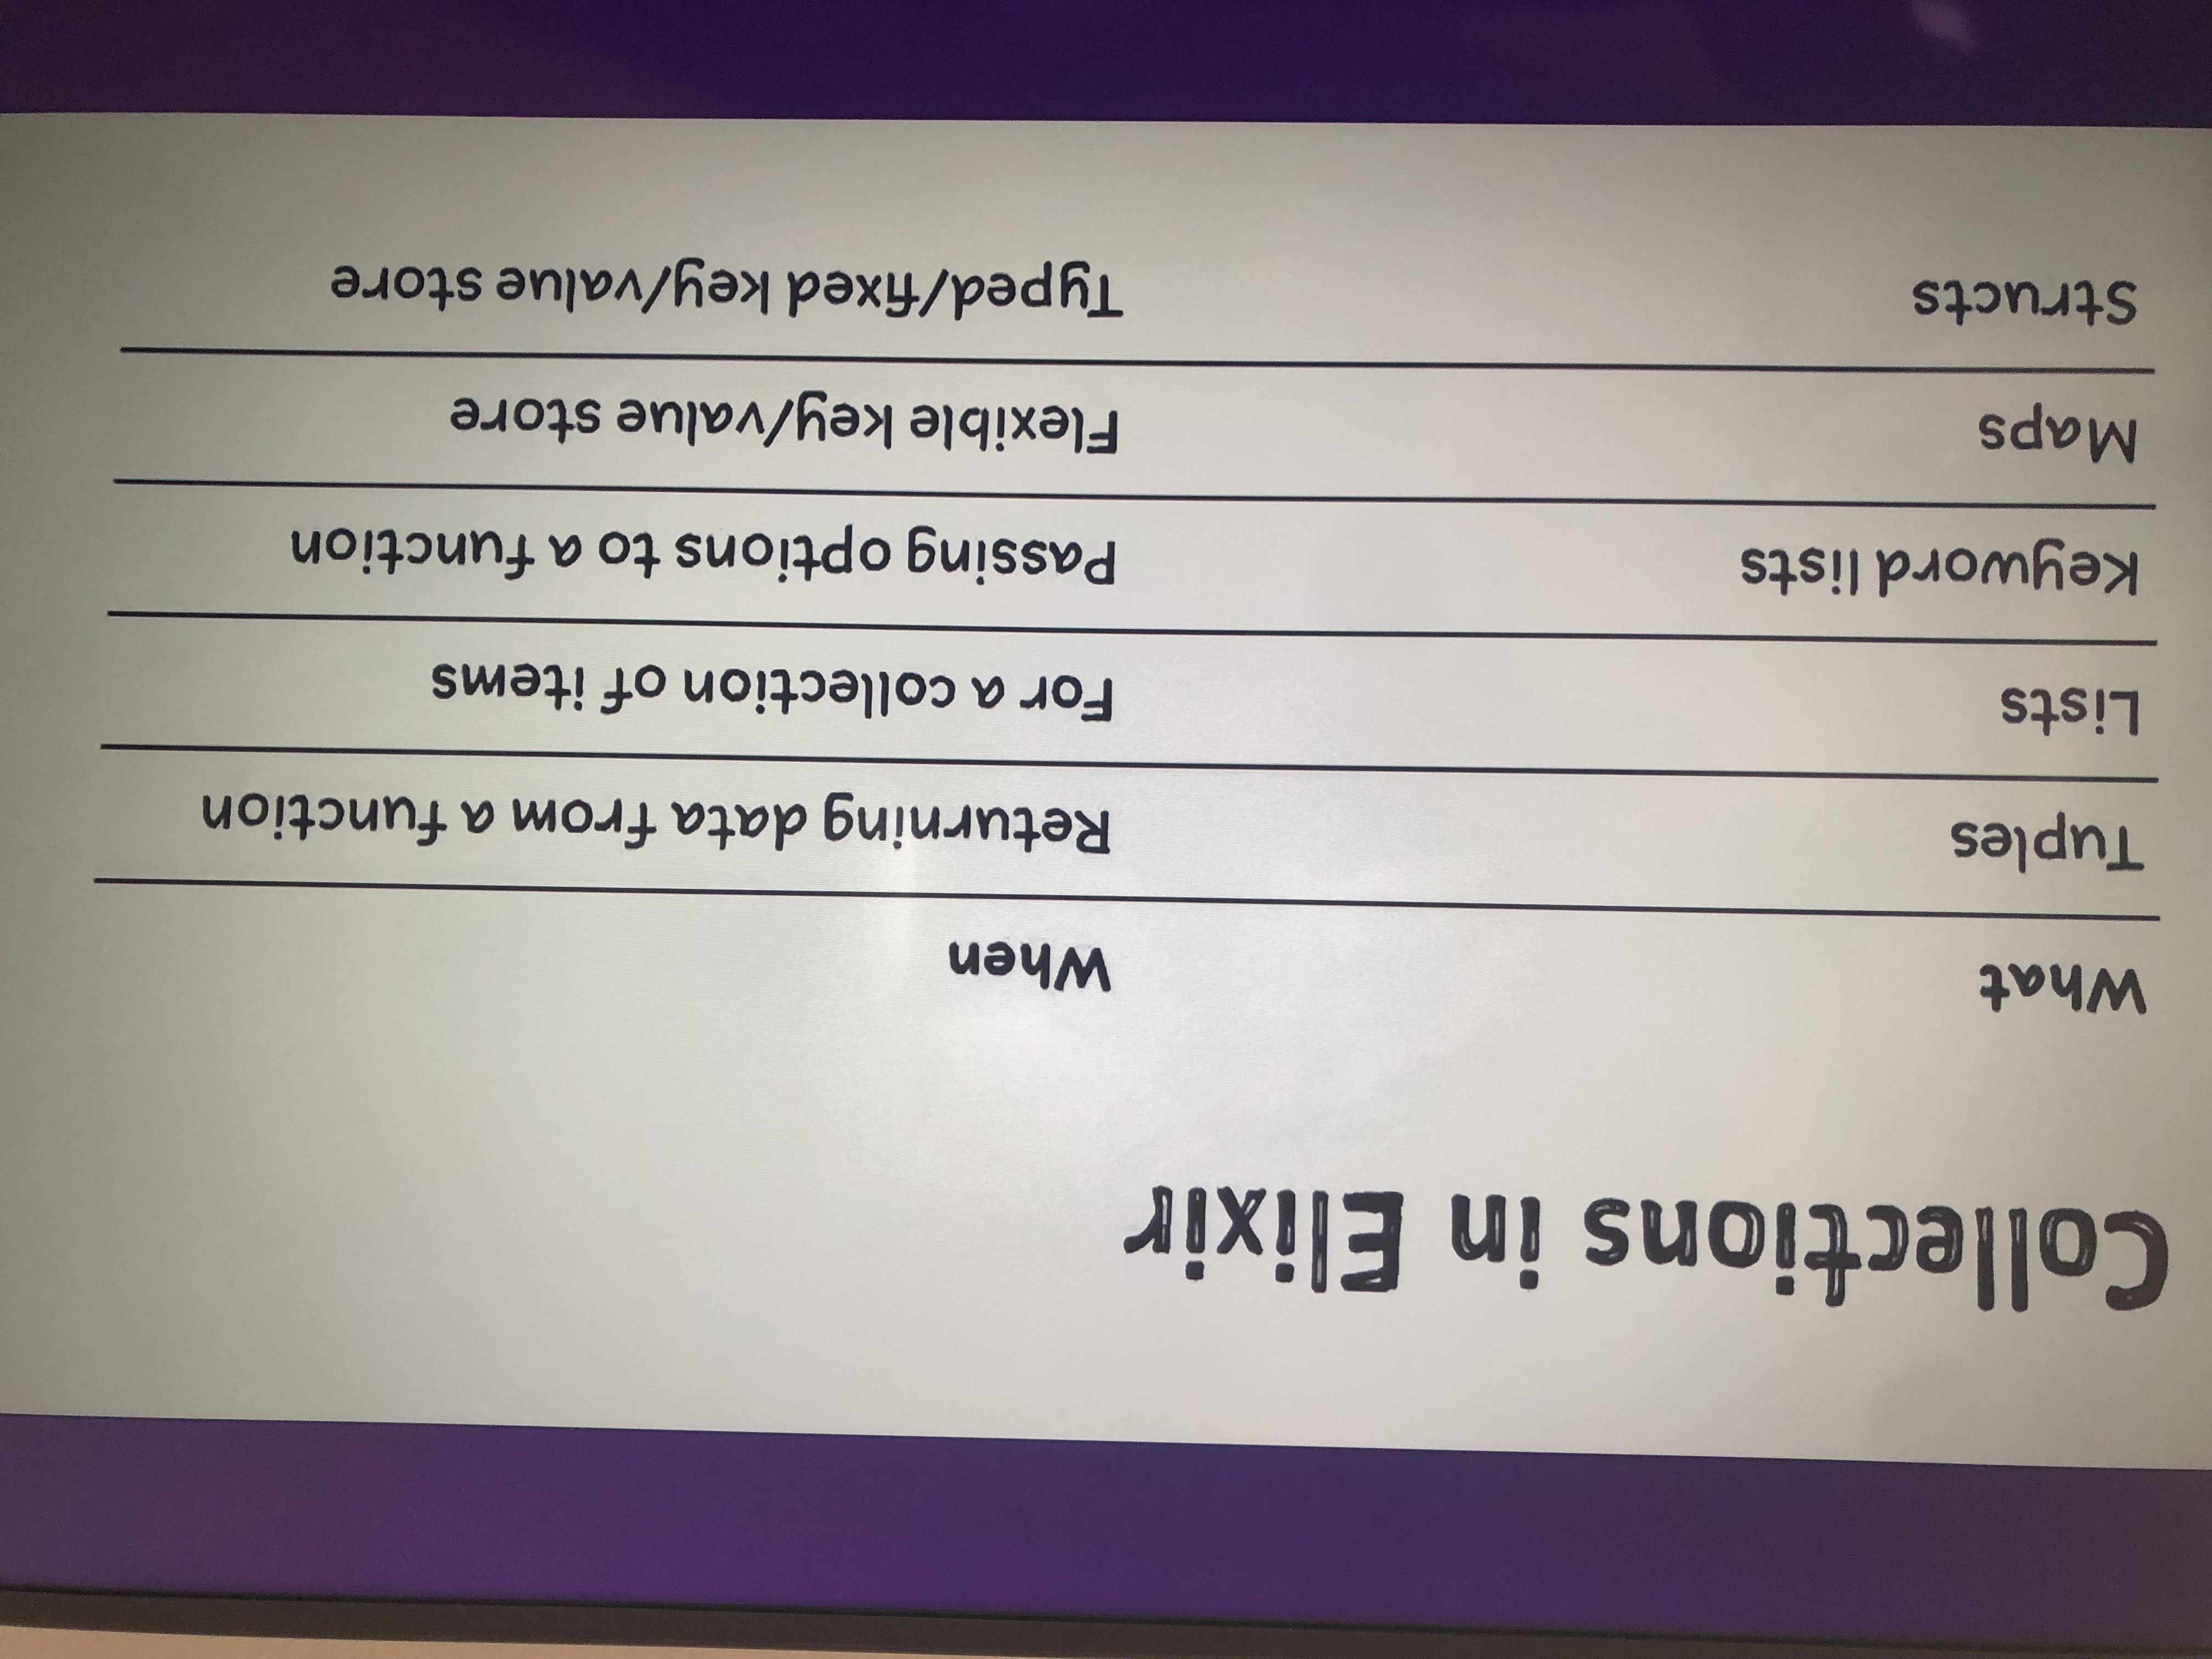 Collections in Elixir
What When
Tuples Returning data from a function
Lists For a collection of items
Keyword lists Passing options to a function
Maps Flexible key/value store
Structs Typed/fixed key/value store